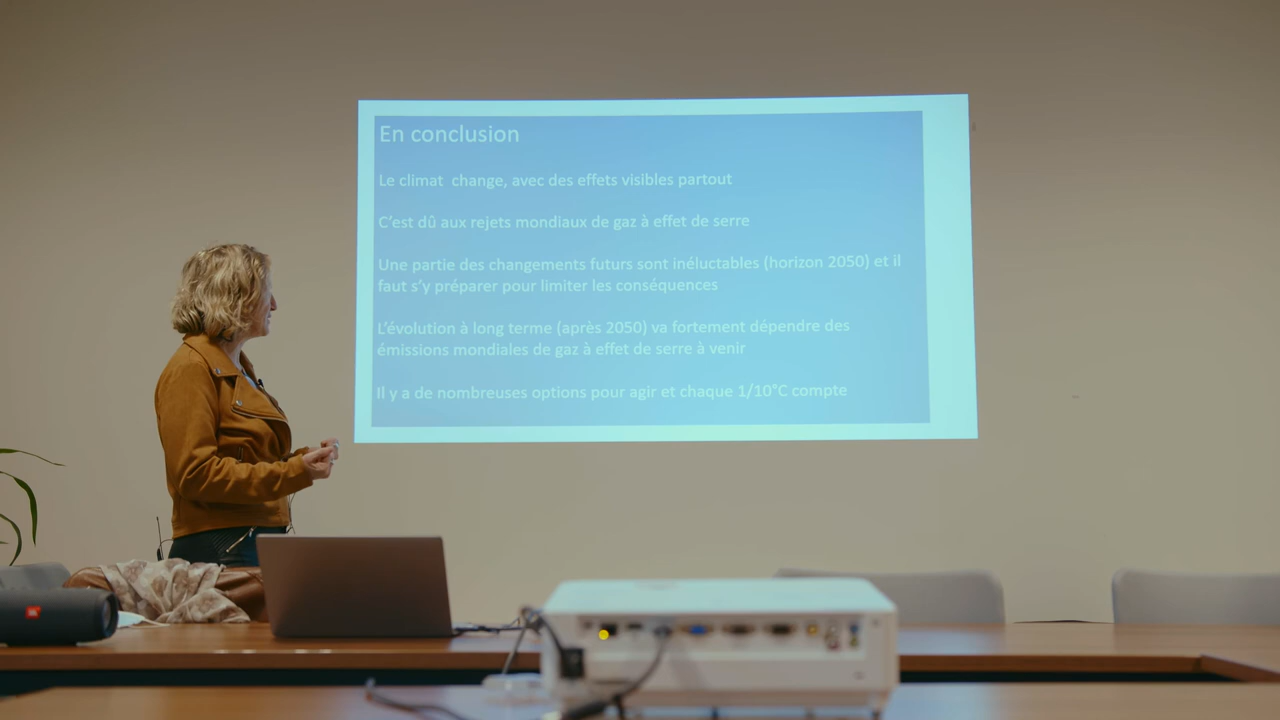 En conclusion
Le climat change, avec des effets visibles partout
C'est dû aux rejets mondiaux de gaz à effet de serre
Une partie des changements futurs sont inéluctables (horizon 2050) et il
faut s'y préparer pour limiter les conséquences
L'évolution à long terme (après 2050) va fortement dépendre des
émissions mondiales de gaz à effet de serre à venir
Il y a de nombreuses options pour agir et chaque 1/10°C compte
JBL